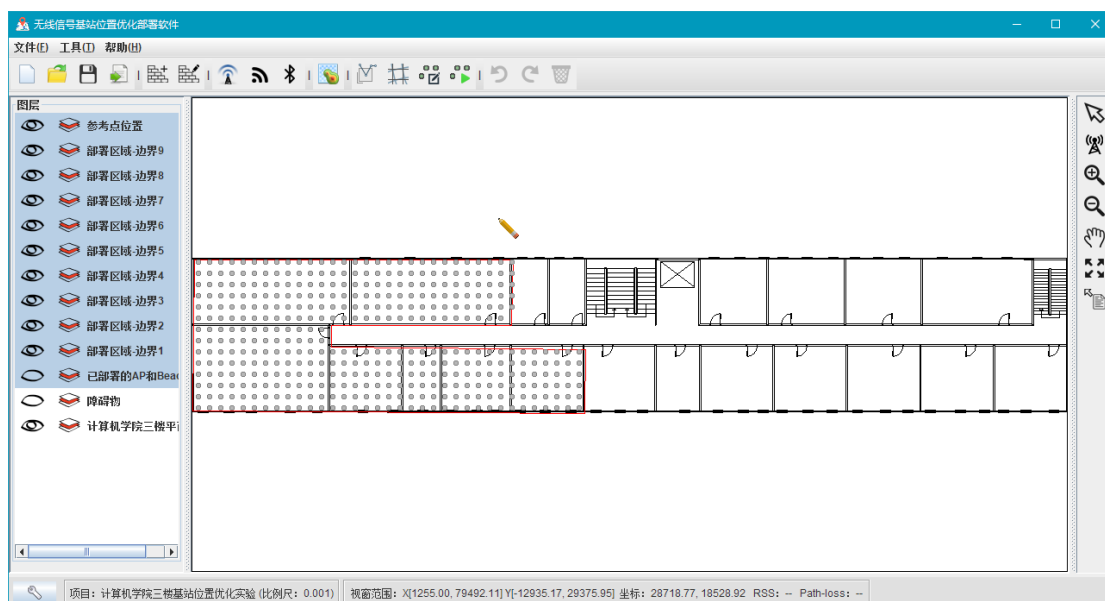 无线信号基站位置优化部署软件
文件(F) 工具(T) 帮助(H)
图层
参考点位置
部署区域-边界9
部署区域-边界8
部署区域-边界7
部署区域-边界6
部署区域-边界5
部署区域-边界4
部署区域-边界3
部署区域-边界2
部署区域-边界1
已部署的AP和Beac
障碍物
计算机学院三楼平面
项目: 计算机学院三楼基站位置优化实验 (比例尺: 0.001) 视窗范围: X[1255.00, 79492.11] Y[-12935.17, 29375.95] 坐标: 28718.77, 18528.92 RSS: -- Path-loss: --